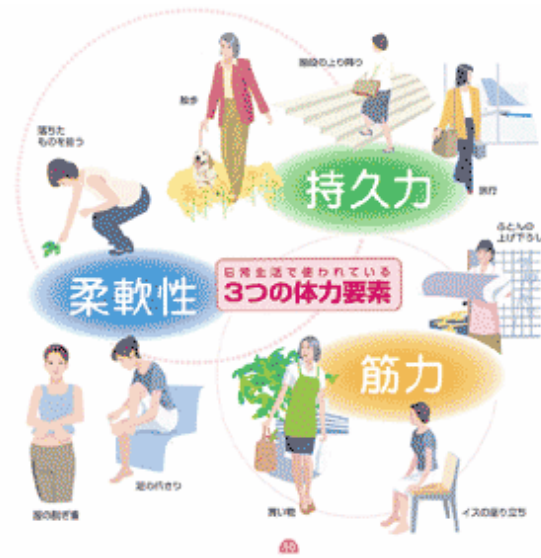 階段の上り降り
散歩
落ちた
ものを拾う
持久力
旅行
ふとんの
上げ下ろし
柔軟性
日常生活で使われている
3つの体力要素
筋力
足の爪きり
服の脱ぎ着
買い物
イスの座り立ち